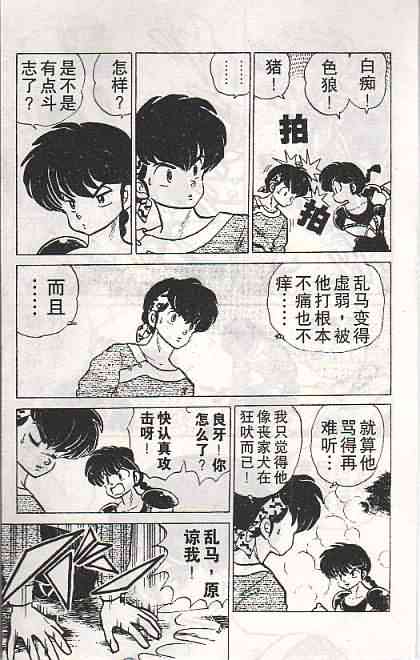 白痴！
色狼！
猪！
拍
拍
……
……
怎样？
是不是
有点斗
志了？
乱马变得
虚弱，被
他打根本
不痛也不
痒……
而且
……
就算他
骂得再
难听…
我只觉得他
像丧家犬在
狂吠而已！
良牙！你
怎么了？
快认真攻
击呀！
乱马，原
谅我！